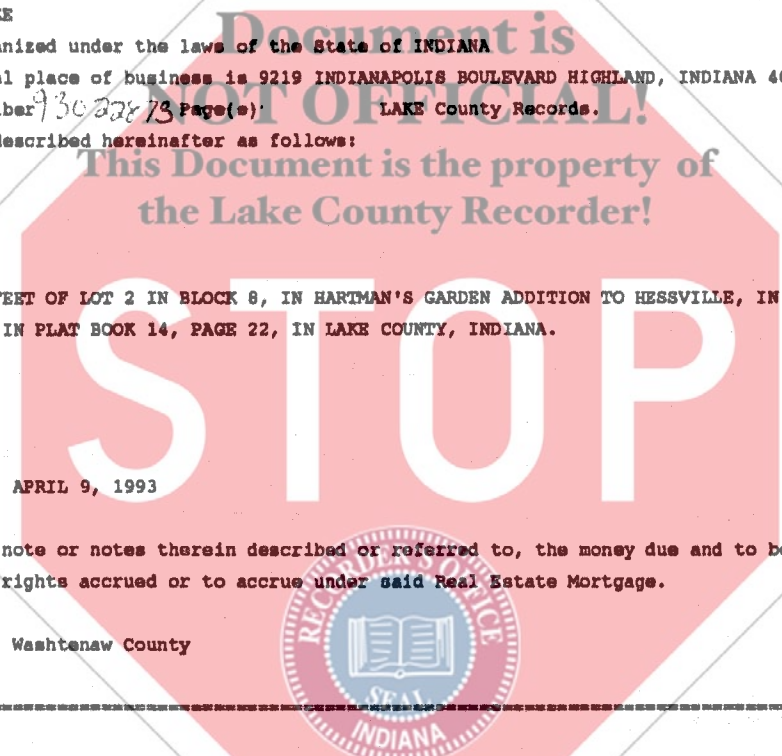 KE
nized under the laws of the State of INDIANA
Document is
l place of business is 9219 INDIANAPOLIS BOULEVARD HIGHLAND, INDIANA 4
NOT OFFICIAL!
ber 93022873 Page(s) LAKE County Records.
escribed hereinafter as follows:
This Document is the property of
the Lake County Recorder!
FEET OF LOT 2 IN BLOCK 8, IN HARTMAN'S GARDEN ADDITION TO HESSVILLE, IN
IN PLAT BOOK 14, PAGE 22, IN LAKE COUNTY, INDIANA.
STOP
APRIL 9, 1993
note or notes therein described or referred to, the money due and to be
rights accrued or to accrue under said Real Estate Mortgage.
RECORDER'S OFFICE
Washtenaw County
SEAL
INDIANA